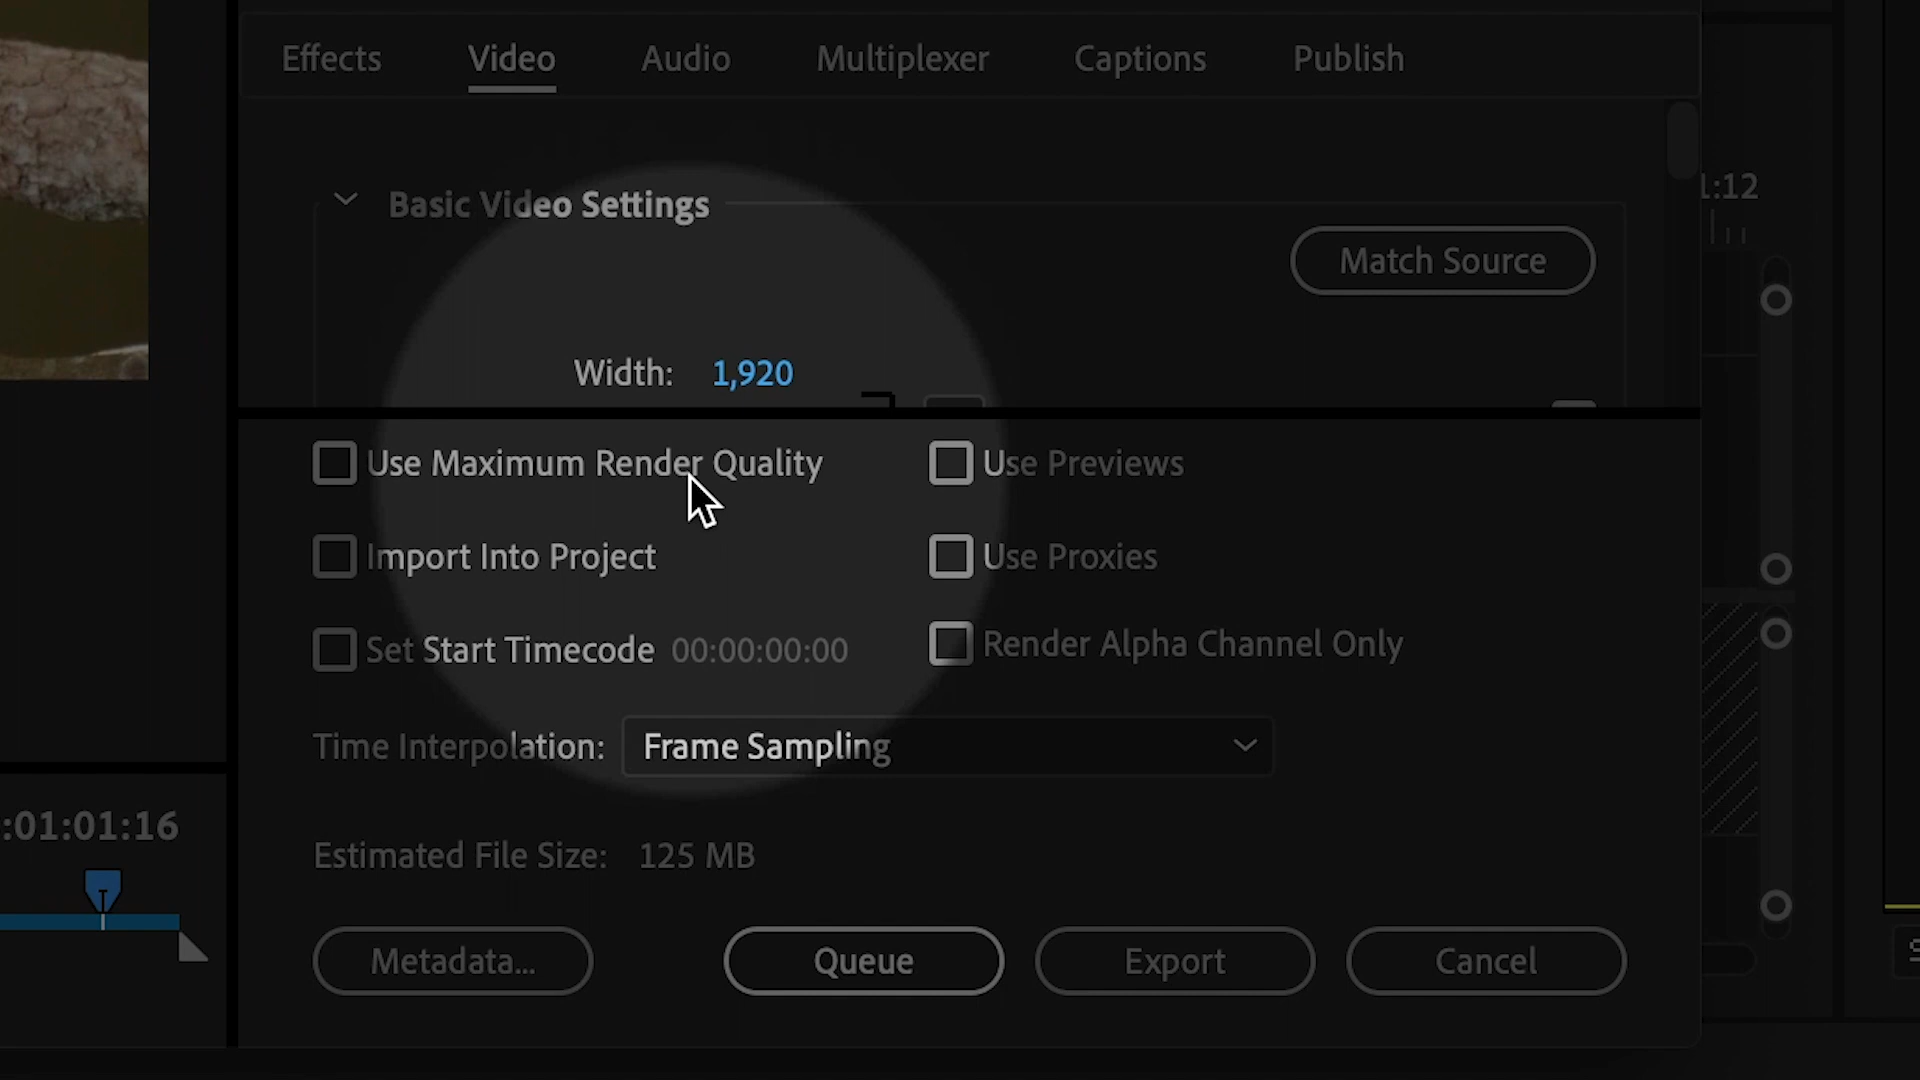 Effects Video Audio Multiplexer Captions Publish
Basic Video Settings
1:12
Match Source
Width: 1,920
Use Maximum Render Quality Use Previews
Import Into Project Use Proxies
Set Start Timecode 00:00:00:00 Render Alpha Channel Only
Time Interpolation: Frame Sampling
:01:01:16
Estimated File Size: 125 MB
Metadata... Queue Export Cancel